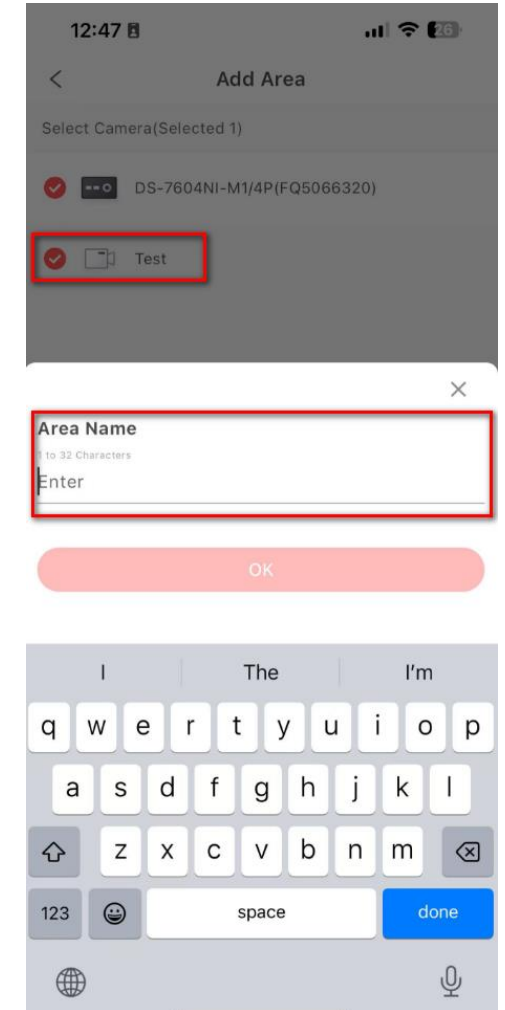 12:47
26
Add Area
Select Camera(Selected 1)
DS-7604NI-M1/4P(FQ5066320)
Test
Area Name
1 to 32 Characters
Enter
OK
I The I'm
q w e r t y u i o p
a s d f g h j k l
z x c v b n m
123 space done